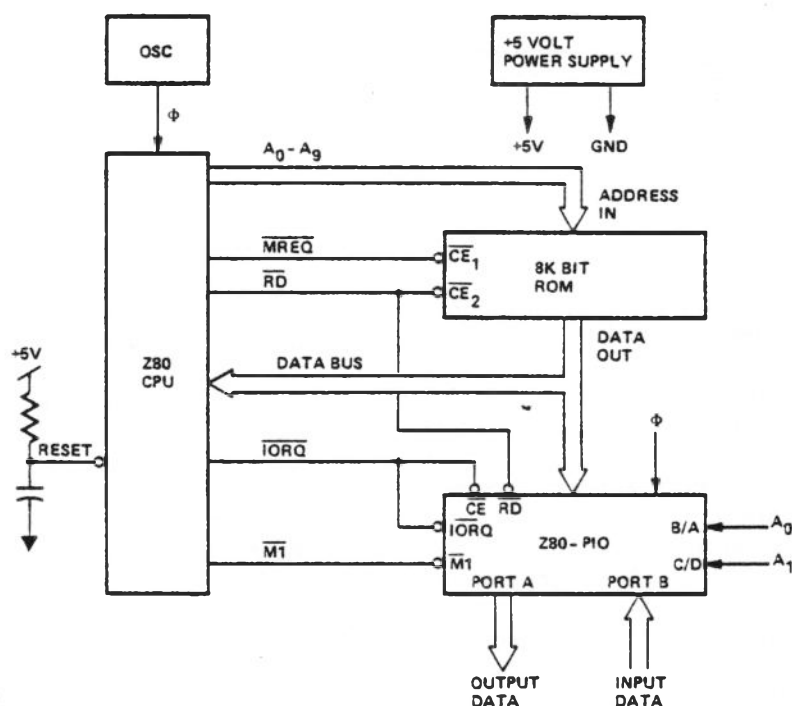 OSC
+5 VOLT
POWER SUPPLY
Φ
+5V
GND
A0 - A9
ADDRESS
IN
MREQ
CE1
8K BIT
ROM
RD
CE2
DATA
OUT
+5V
Z80
CPU
DATA BUS
RESET
IORQ
Φ
CE
RD
IORQ
Z80-PIO
B/A
A0
M1
M1
C/D
A1
PORT A
PORT B
OUTPUT
DATA
INPUT
DATA